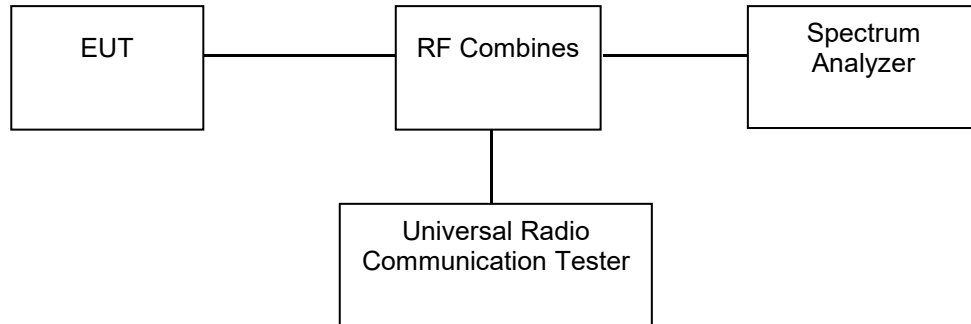 EUT
RF Combines
Spectrum
Analyzer
Universal Radio
Communication Tester